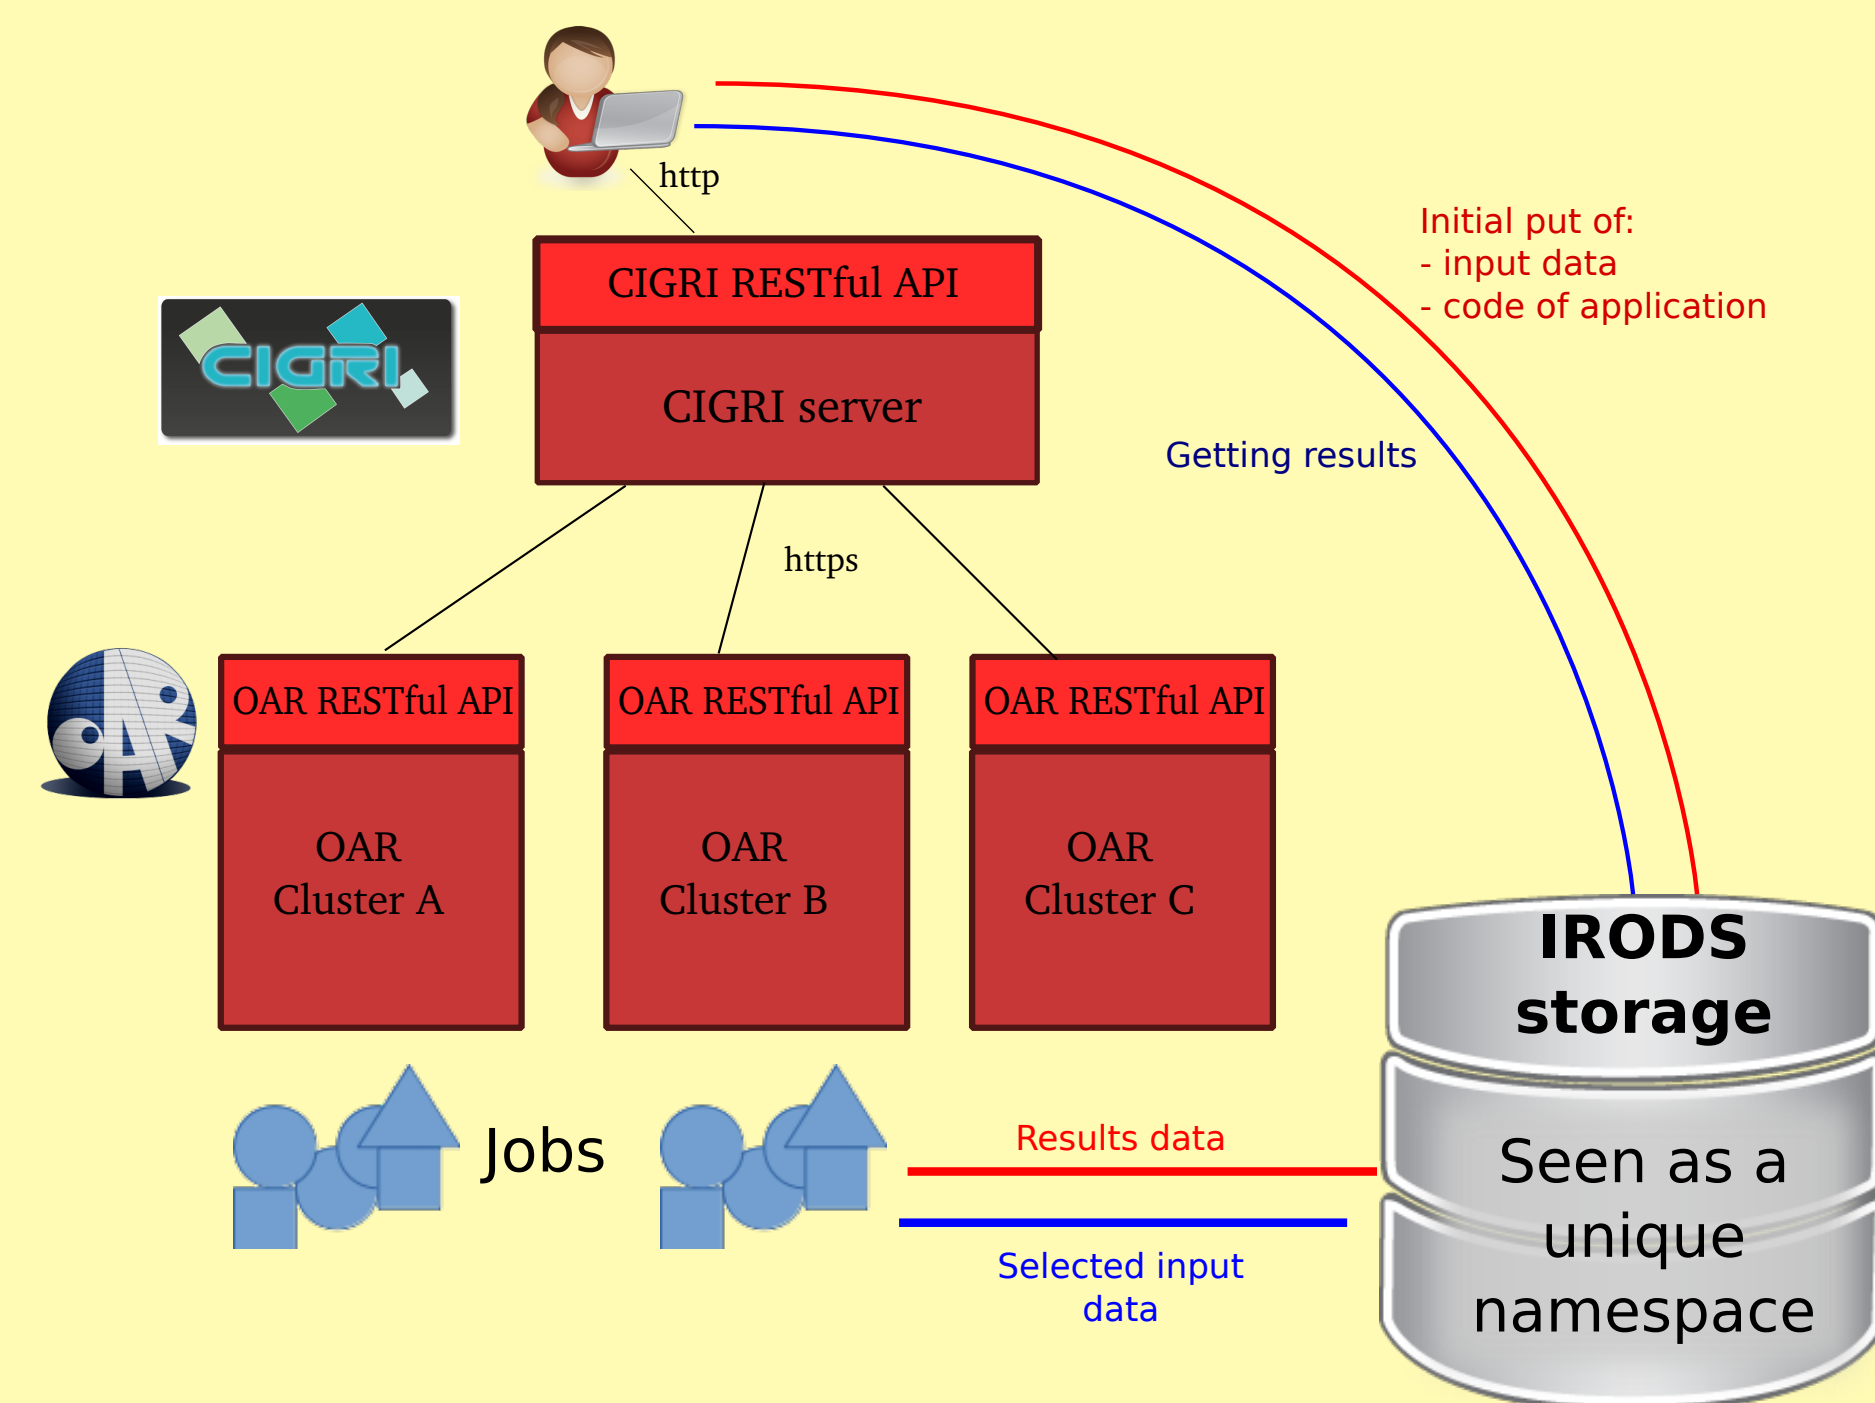 http
CIGRI RESTful API
CIGRI server
CIGRI
Initial put of:
- input data
- code of application
Getting results
https
OAR
OAR RESTful API
OAR RESTful API
OAR RESTful API
OAR
Cluster A
OAR
Cluster B
OAR
Cluster C
Jobs
Results data
Selected input
data
IRODS
storage
Seen as a
unique
namespace